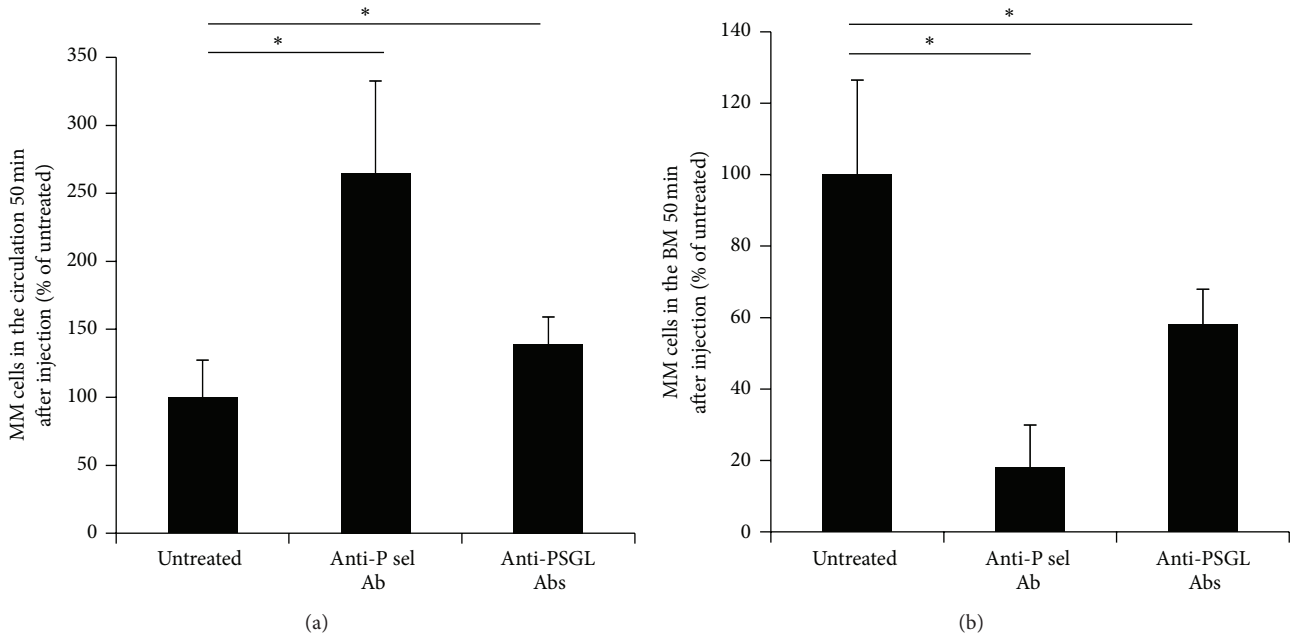 *
*
350
300
250
200
150
100
50
0
MM cells in the circulation 50 min
after injection (% of untreated)
Untreated
Anti-P sel
Ab
Anti-PSGL
Abs
(a)
*
*
140
120
100
80
60
40
20
0
MM cells in the BM 50 min
after injection (% of untreated)
Untreated
Anti-P sel
Ab
Anti-PSGL
Abs
(b)